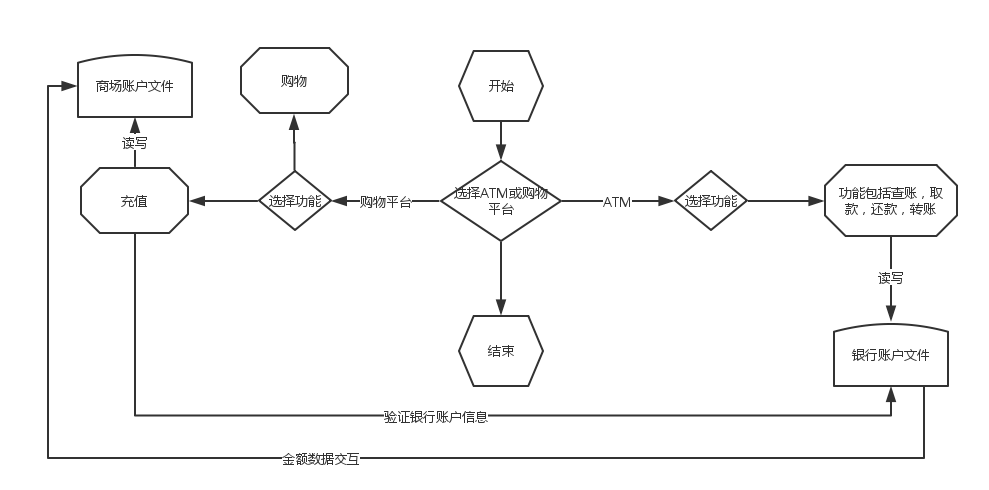 商场账户文件
购物
开始
读写
充值
选择功能
购物平台
选择ATM或购物
平台
ATM
选择功能
功能包括查账，取
款，还款，转账
读写
结束
银行账户文件
验证银行账户信息
金额数据交互